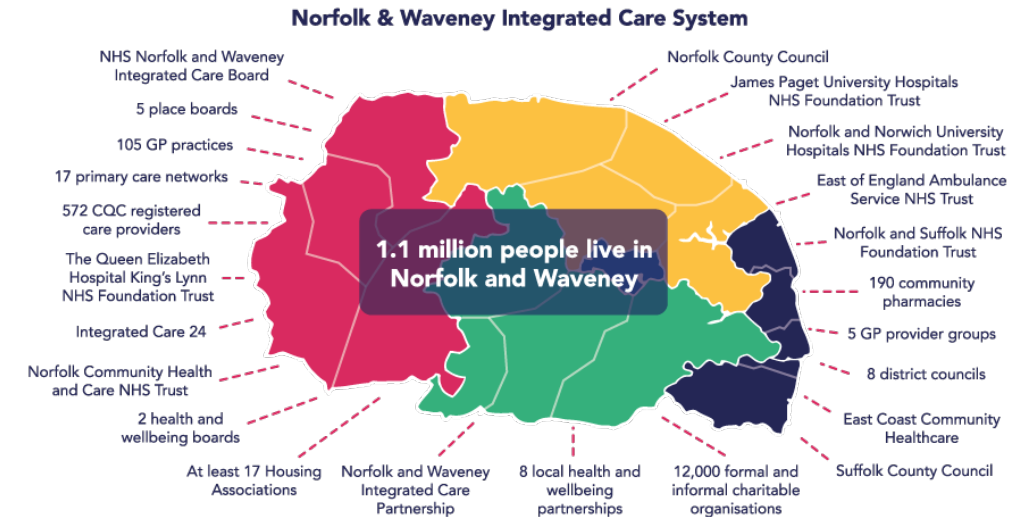 Norfolk & Waveney Integrated Care System
NHS Norfolk and Waveney
Integrated Care Board
5 place boards
105 GP practices
17 primary care networks
572 CQC registered
care providers
The Queen Elizabeth
Hospital King's Lynn
NHS Foundation Trust
Integrated Care 24
Norfolk Community Health
and Care NHS Trust
2 health and
wellbeing boards
At least 17 Housing
Associations
Norfolk and Waveney
Integrated Care
Partnership
8 local health and
wellbeing
partnerships
12,000 formal and
informal charitable
organisations
1.1 million people live in
Norfolk and Waveney
Norfolk County Council
James Paget University Hospitals
NHS Foundation Trust
Norfolk and Norwich University
Hospitals NHS Foundation Trust
East of England Ambulance
Service NHS Trust
Norfolk and Suffolk NHS
Foundation Trust
190 community
pharmacies
5 GP provider groups
8 district councils
East Coast Community
Healthcare
Suffolk County Council